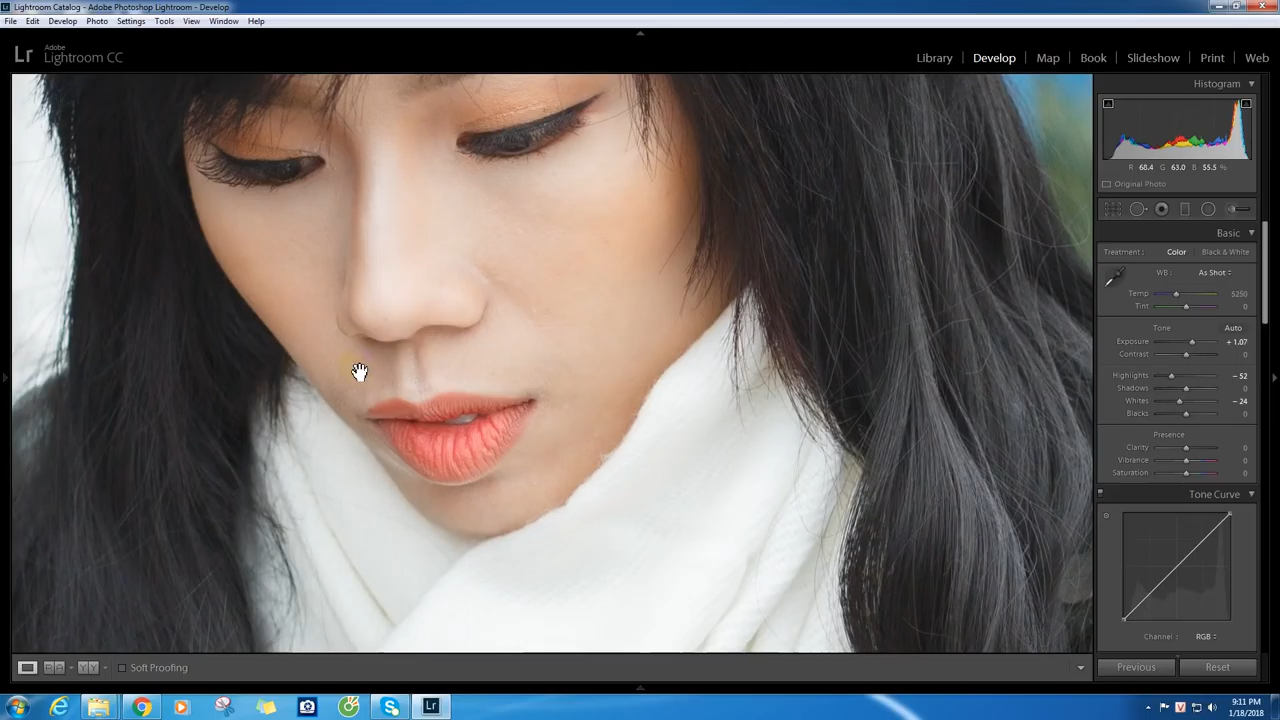 Lightroom Catalog - Adobe Photoshop Lightroom - Develop
File Edit Develop Photo Settings Tools View Window Help
Lr Adobe Lightroom CC
Library Develop Map Book Slideshow Print Web
Histogram
R 68.4 G 63.0 B 55.5 %
Original Photo
Basic
Treatment : Color Black & White
WB : As Shot
Temp 5250
Tint 0
Tone Auto
Exposure + 1.07
Contrast 0
Highlights − 52
Shadows 0
Whites − 24
Blacks 0
Presence
Clarity 0
Vibrance 0
Saturation 0
Tone Curve
Channel : RGB
Soft Proofing
Previous Reset
Lr
V
9:11 PM
1/18/2018